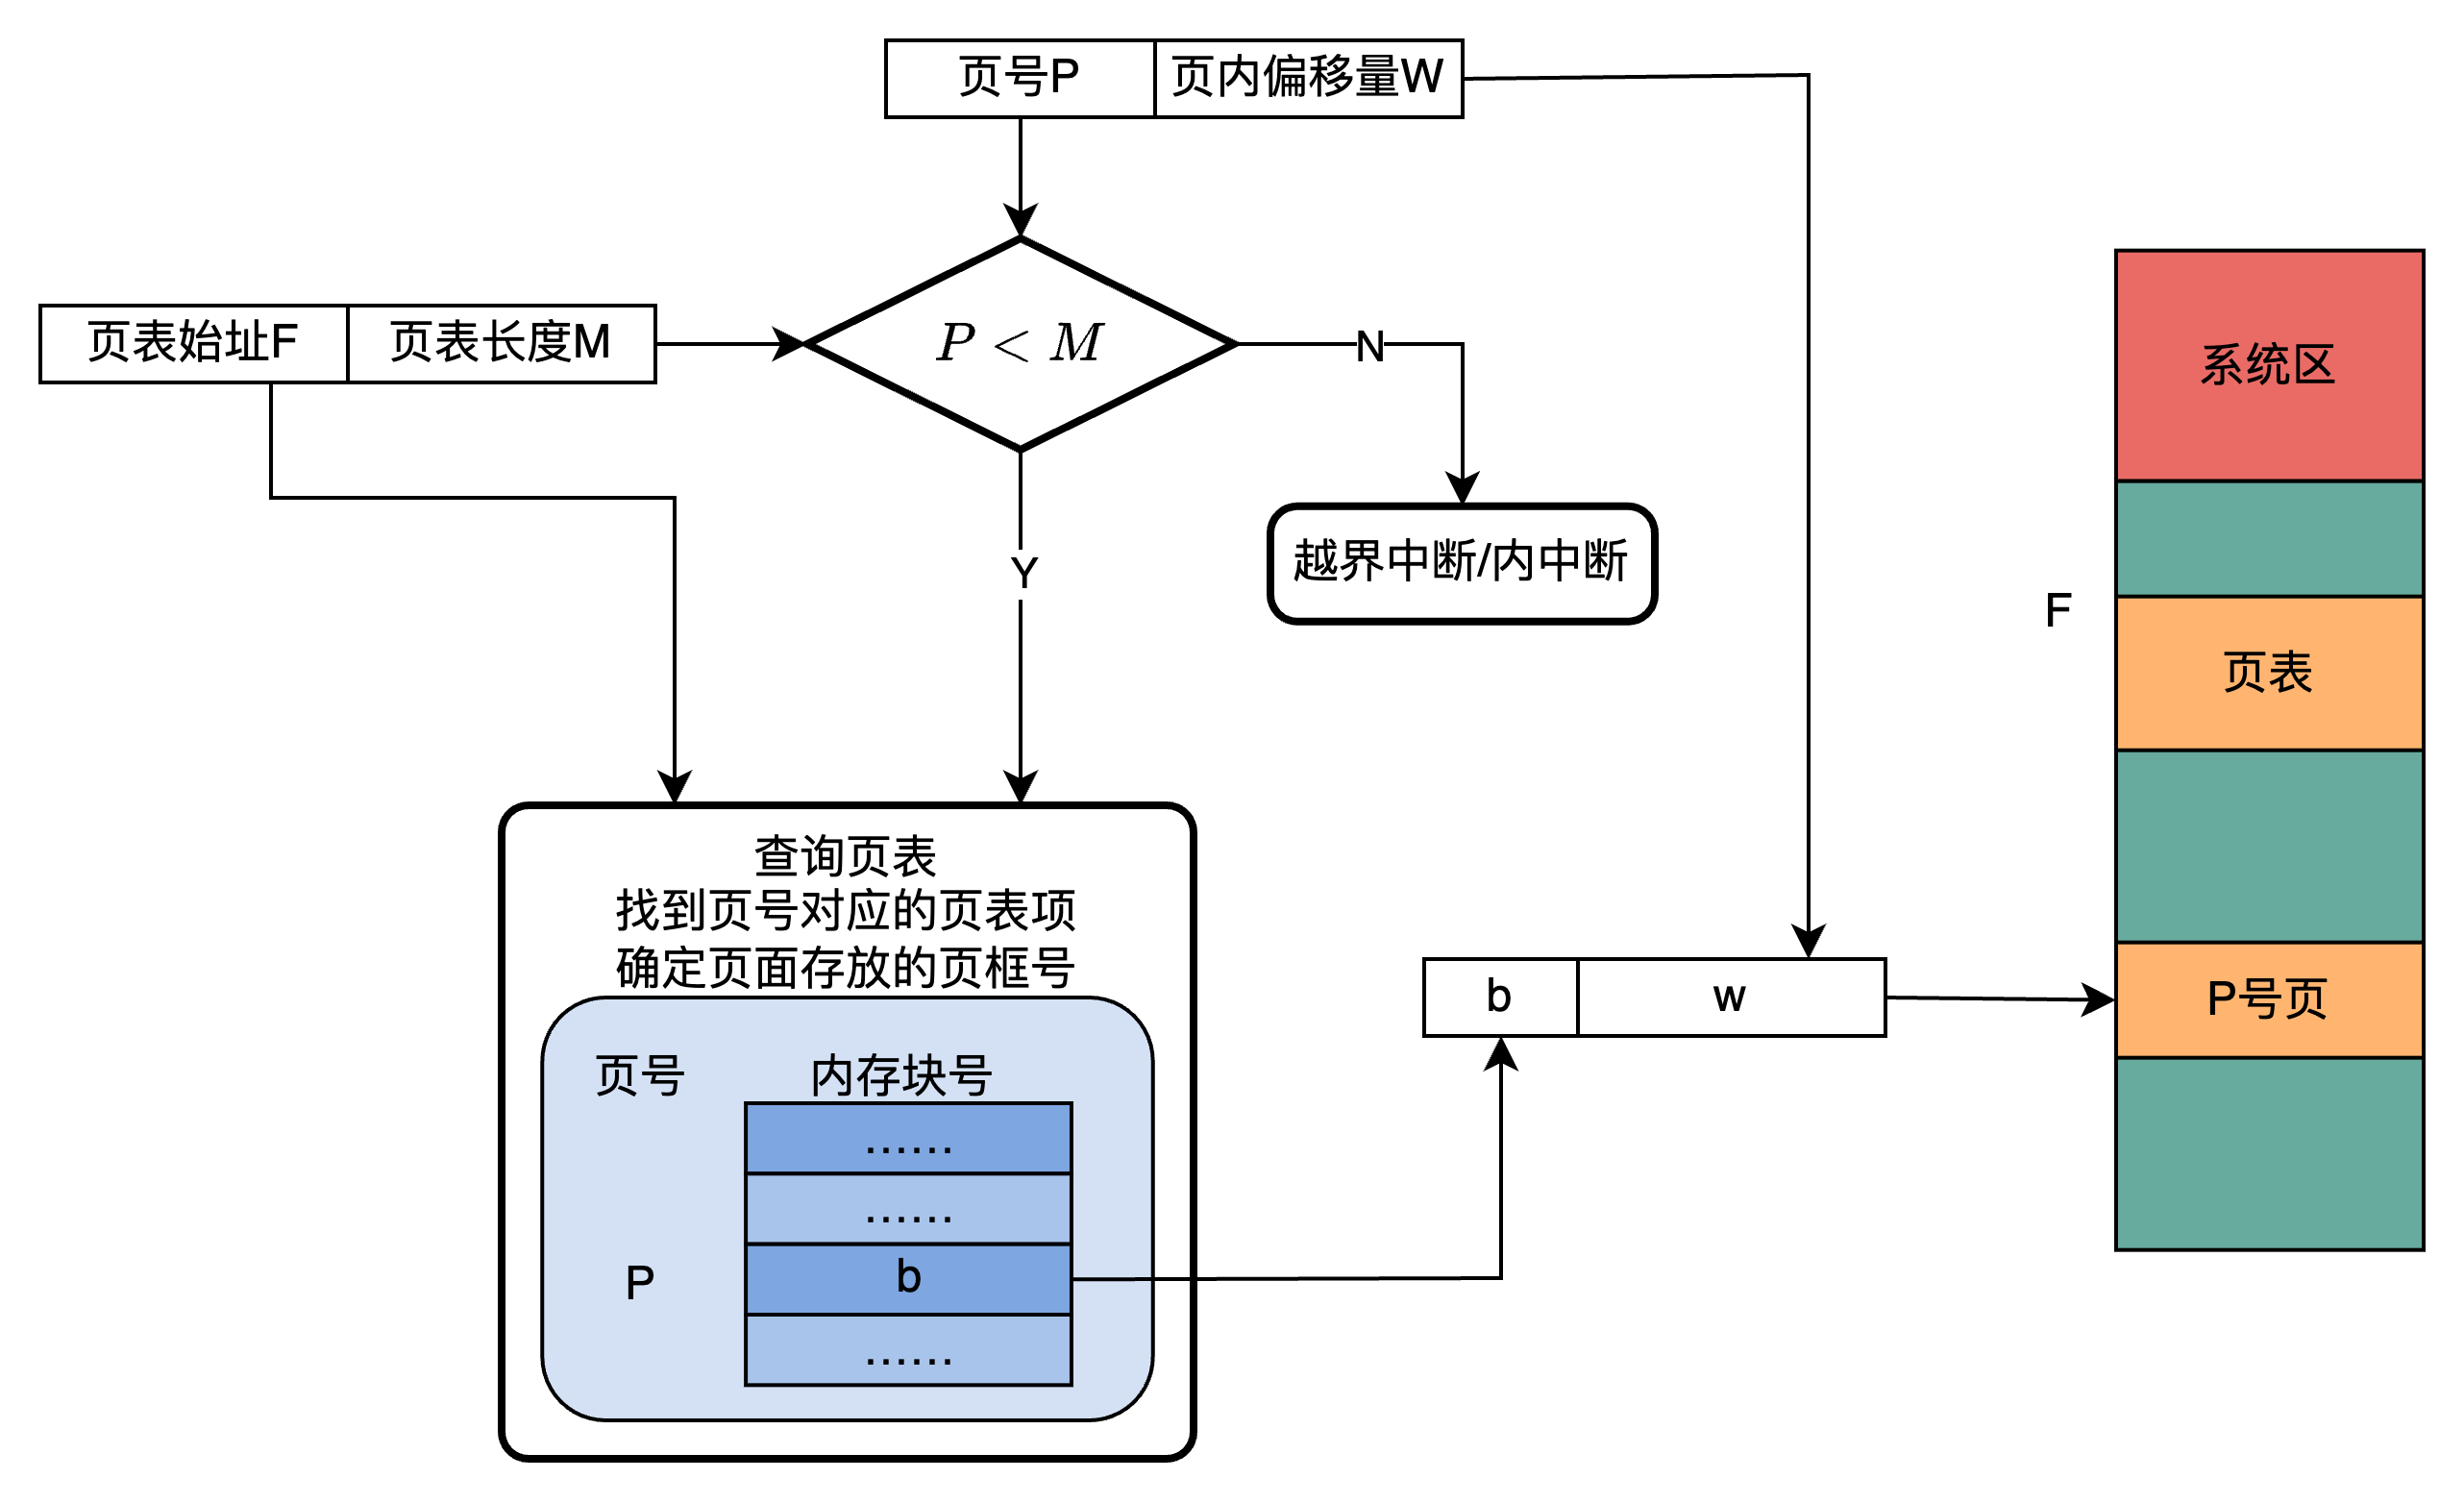 页号P
页内偏移量W
页表始址F
页表长度M
P < M
N
系统区
越界中断/内中断
Y
F
页表
查询页表
找到页号对应的页表项
确定页面存放的页框号
b
w
P号页
页号
内存块号
......
......
P
b
......